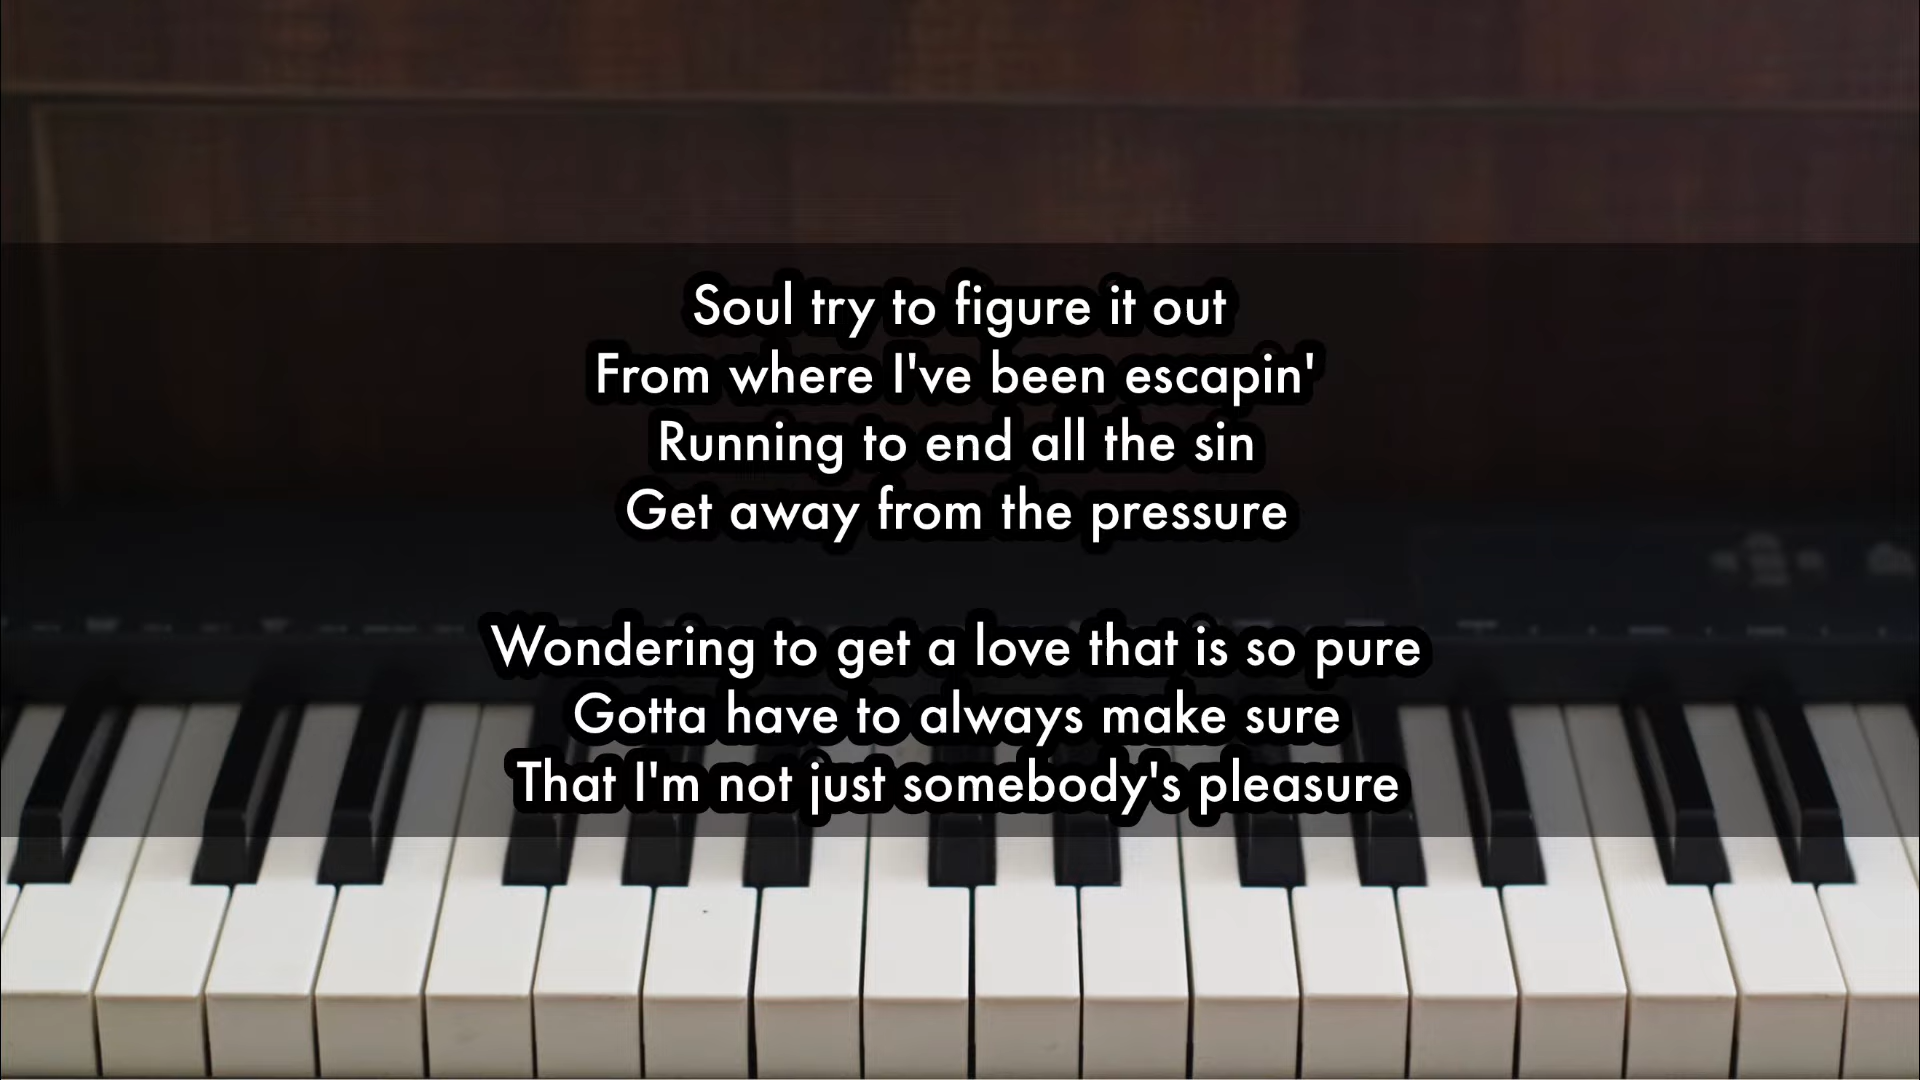 Soul try to figure it out
From where I've been escapin'
Running to end all the sin
Get away from the pressure
Wondering to get a love that is so pure
Gotta have to always make sure
That I'm not just somebody's pleasure